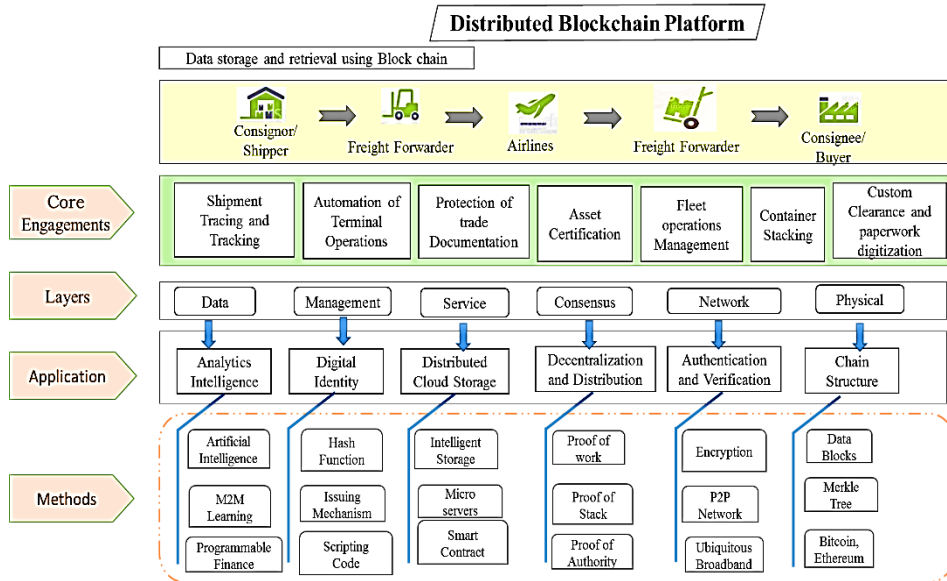 Distributed Blockchain Platform
Data storage and retrieval using Block chain
Consignor/
Shipper
Freight Forwarder
Airlines
Freight Forwarder
Consignee/
Buyer
Core
Engagements
Shipment
Tracing and
Tracking
Automation of
Terminal
Operations
Protection of
trade
Documentation
Asset
Certification
Fleet
operations
Management
Container
Stacking
Custom
Clearance and
paperwork
digitization
Layers
Data
Management
Service
Consensus
Network
Physical
Application
Analytics
Intelligence
Digital
Identity
Distributed
Cloud Storage
Decentralization
and Distribution
Authentication
and Verification
Chain
Structure
Methods
Artificial
Intelligence
M2M
Learning
Programmable
Finance
Hash
Function
Issuing
Mechanism
Scripting
Code
Intelligent
Storage
Micro
servers
Smart
Contract
Proof of
work
Proof of
Stack
Proof of
Authority
Encryption
P2P
Network
Ubiquitous
Broadband
Data
Blocks
Merkle
Tree
Bitcoin,
Ethereum